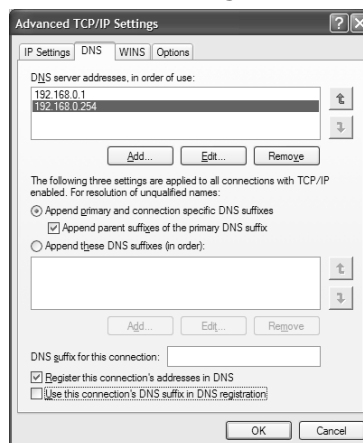 Advanced TCP/IP Settings
IP Settings DNS WINS Options
DNS server addresses, in order of use:
192.168.0.1
192.168.0.254
Add... Edit... Remove
The following three settings are applied to all connections with TCP/IP
enabled. For resolution of unqualified names:
Append primary and connection specific DNS suffixes
Append parent suffixes of the primary DNS suffix
Append these DNS suffixes (in order):
Add... Edit... Remove
DNS suffix for this connection:
Register this connection's addresses in DNS
Use this connection's DNS suffix in DNS registration
OK Cancel